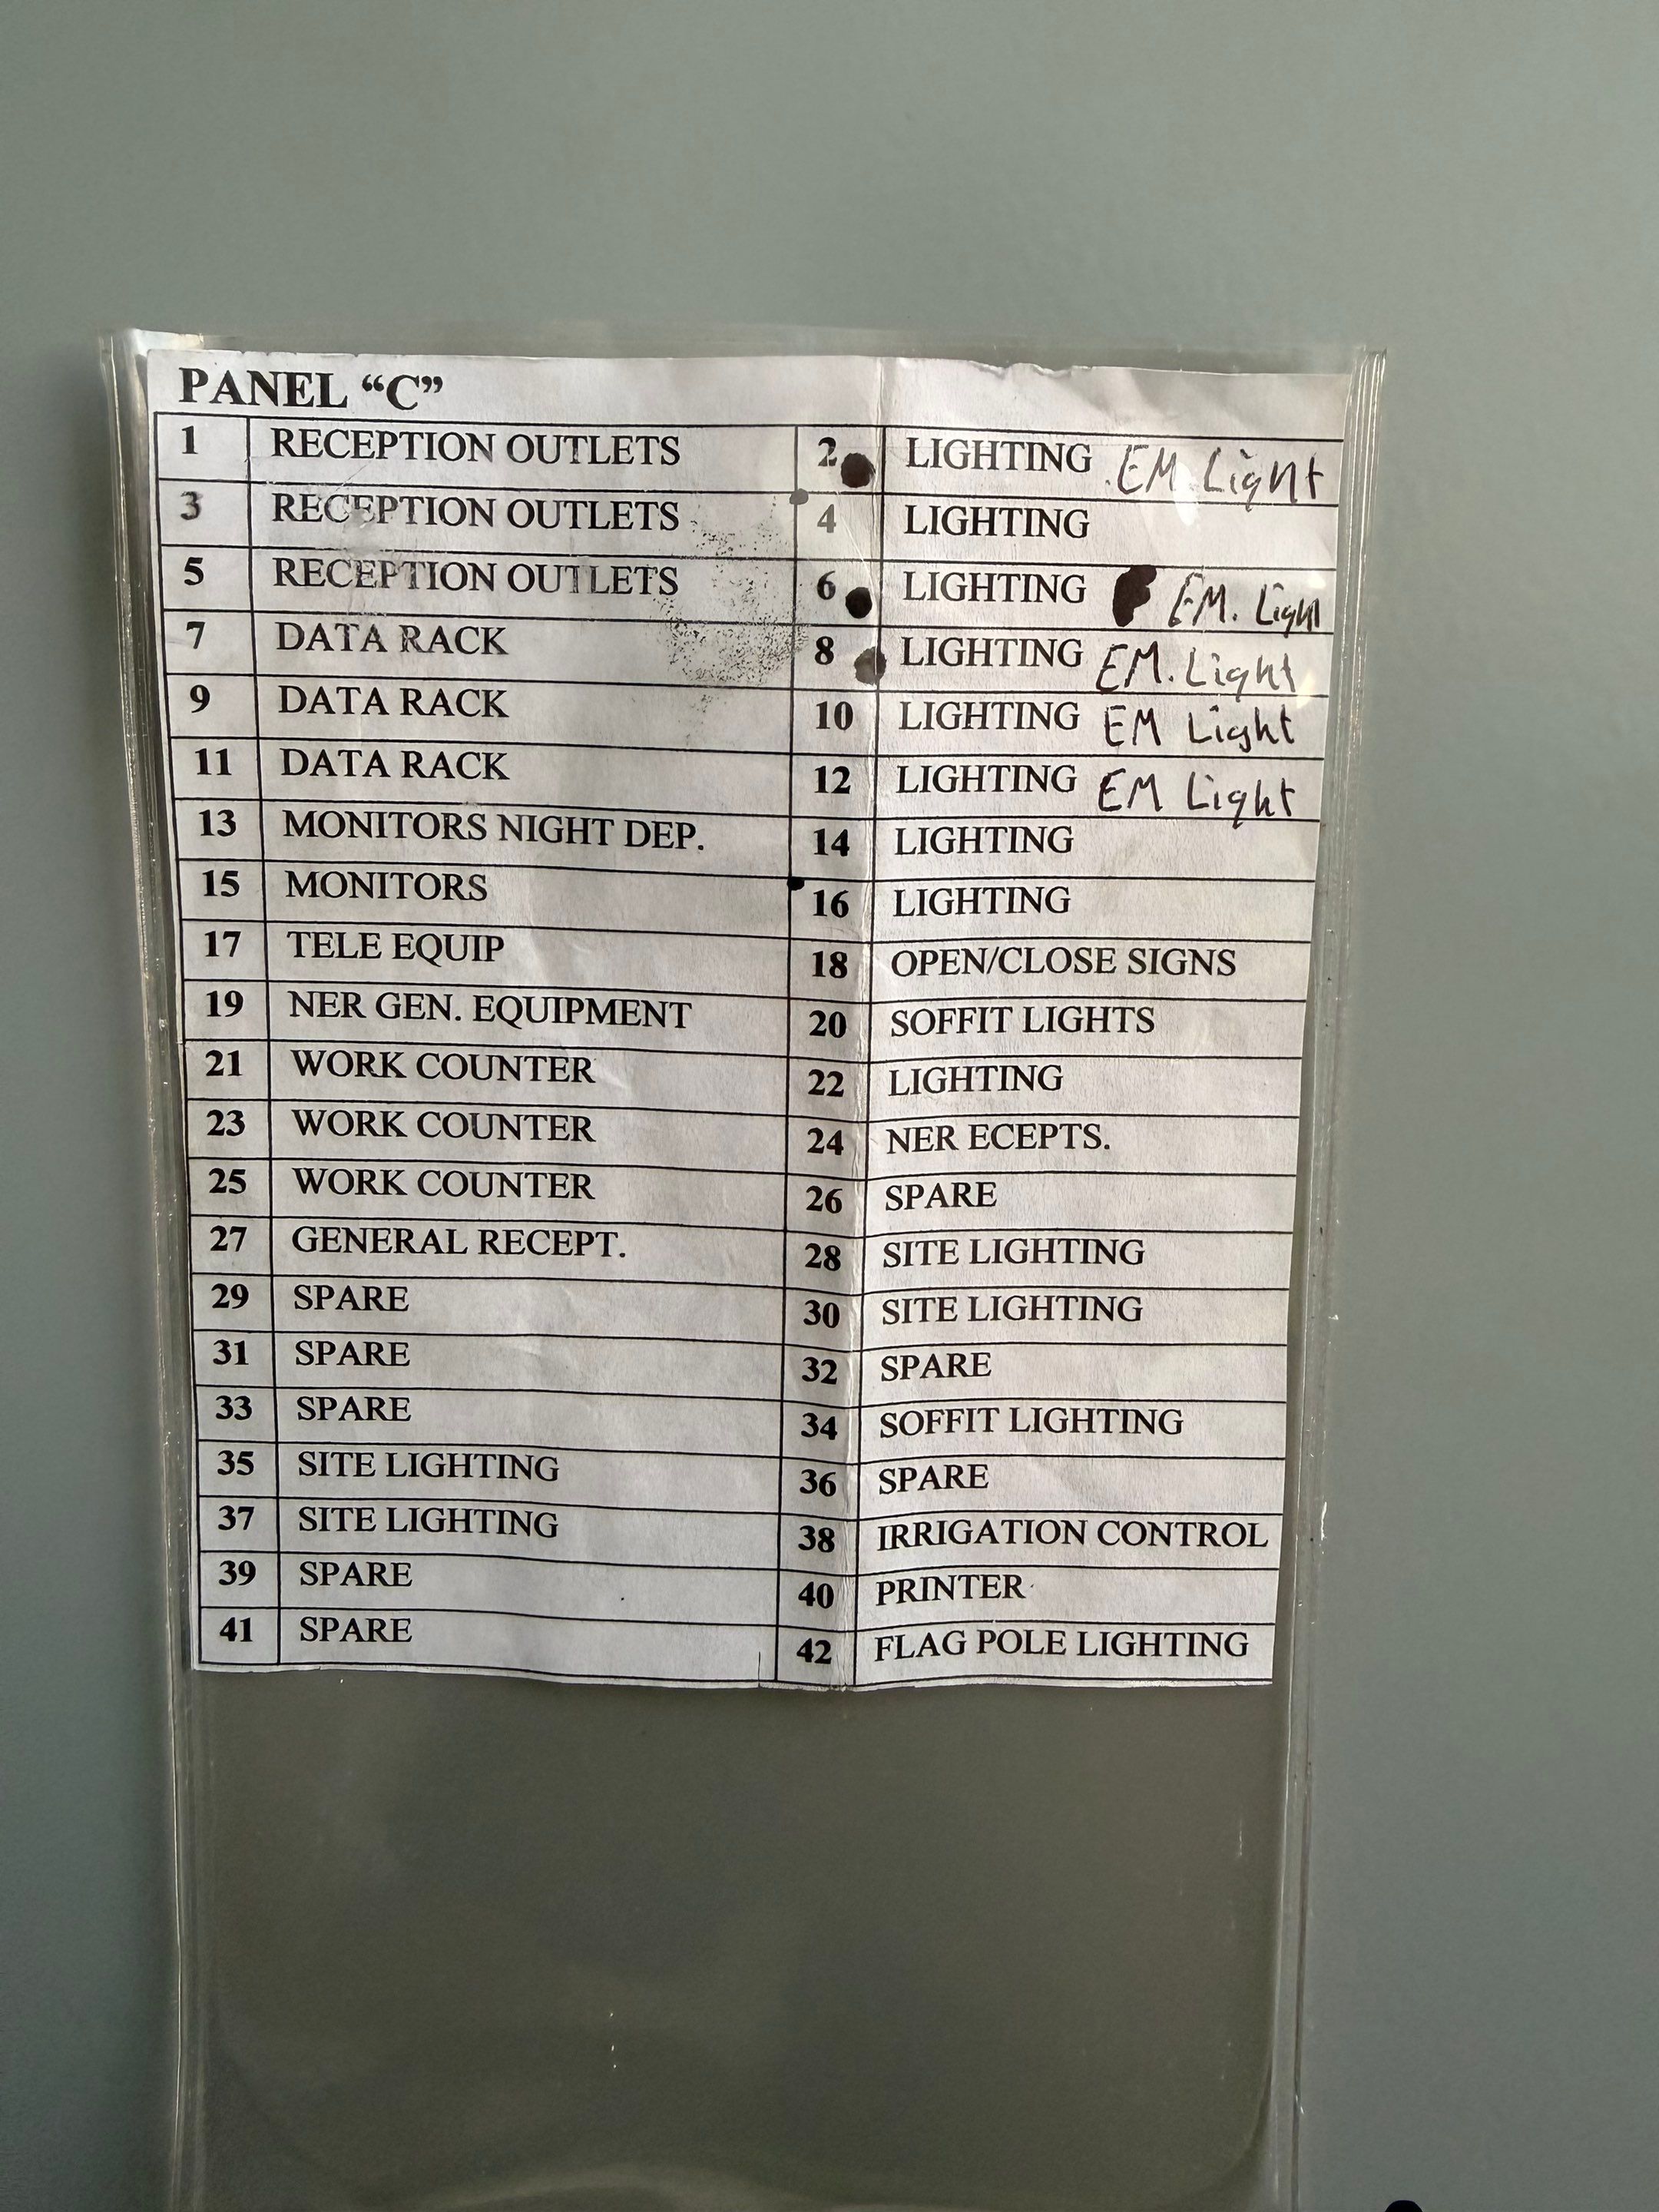 PANEL “C”
1 RECEPTION OUTLETS 2 LIGHTING EM Light
3 RECEPTION OUTLETS 4 LIGHTING
5 RECEPTION OUTLETS 6 LIGHTING EM. Light
7 DATA RACK 8 LIGHTING EM. Light
9 DATA RACK 10 LIGHTING EM Light
11 DATA RACK 12 LIGHTING EM Light
13 MONITORS NIGHT DEP. 14 LIGHTING
15 MONITORS 16 LIGHTING
17 TELE EQUIP 18 OPEN/CLOSE SIGNS
19 NER GEN. EQUIPMENT 20 SOFFIT LIGHTS
21 WORK COUNTER 22 LIGHTING
23 WORK COUNTER 24 NER ECEPTS.
25 WORK COUNTER 26 SPARE
27 GENERAL RECEPT. 28 SITE LIGHTING
29 SPARE 30 SITE LIGHTING
31 SPARE 32 SPARE
33 SPARE 34 SOFFIT LIGHTING
35 SITE LIGHTING 36 SPARE
37 SITE LIGHTING 38 IRRIGATION CONTROL
39 SPARE 40 PRINTER
41 SPARE 42 FLAG POLE LIGHTING